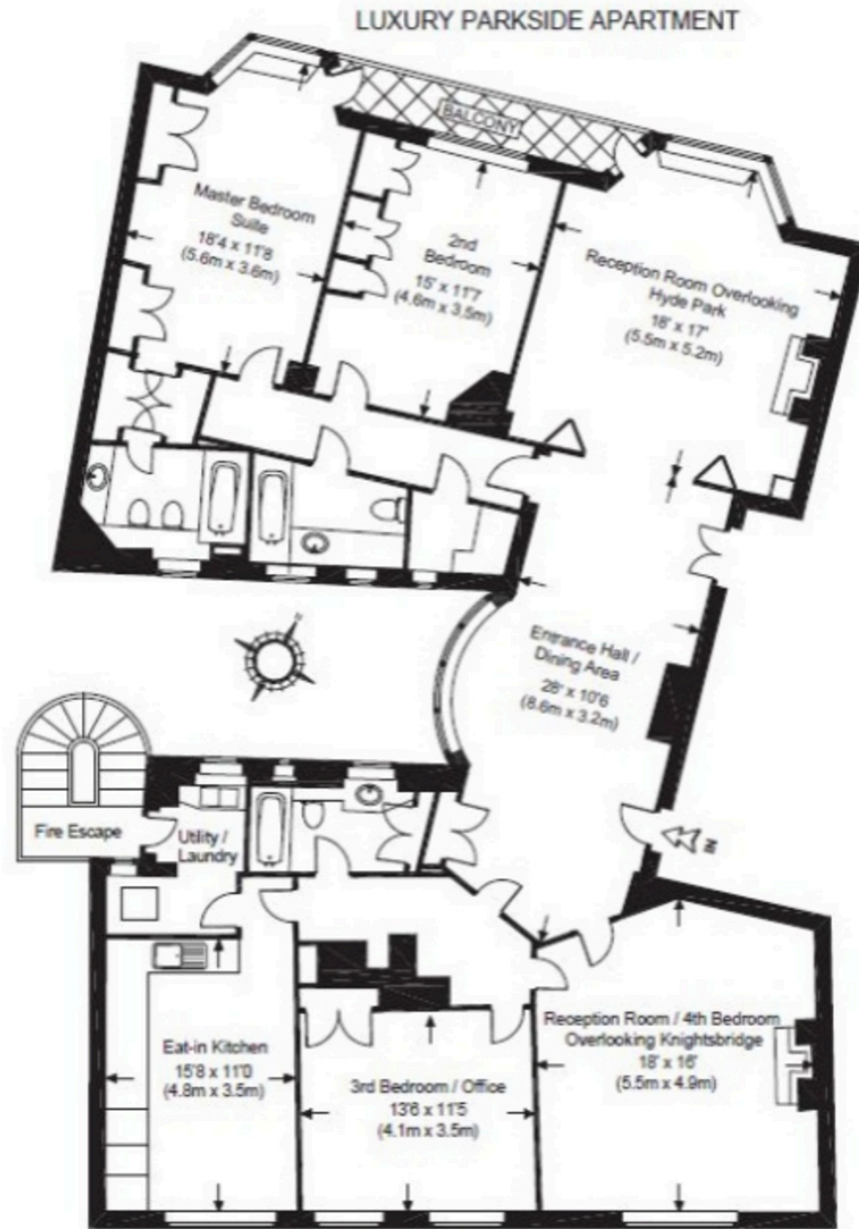 LUXURY PARKSIDE APARTMENT
BALCONY
Master Bedroom
Suite
18'4 x 11'8
(5.6m x 3.6m)
2nd
Bedroom
15' x 11'7
(4.6m x 3.5m)
Reception Room Overlooking
Hyde Park
18' x 17'
(5.5m x 5.2m)
Entrance Hall /
Dining Area
28' x 10'6
(8.6m x 3.2m)
N
Fire Escape
Utility /
Laundry
IN
Eat-in Kitchen
15'8 x 11'0
(4.8m x 3.5m)
3rd Bedroom / Office
13'6 x 11'5
(4.1m x 3.5m)
Reception Room / 4th Bedroom
Overlooking Knightsbridge
18' x 16'
(5.5m x 4.9m)